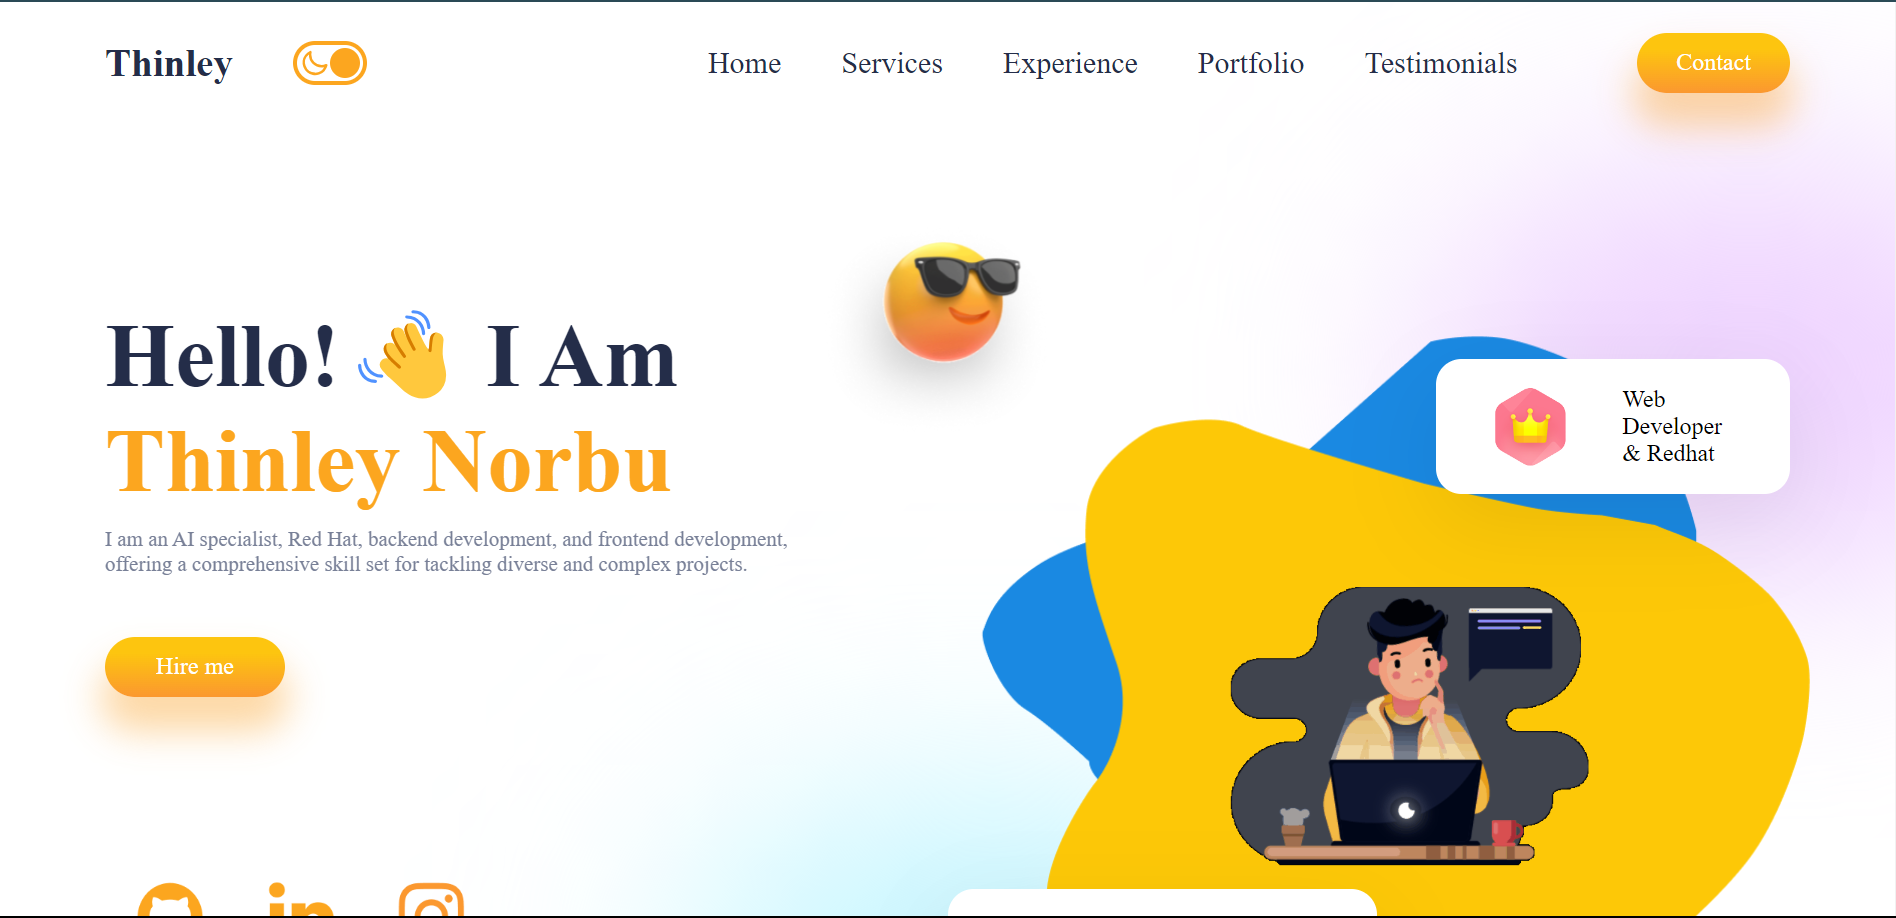 Thinley
Home Services Experience Portfolio Testimonials
Contact
Hello! I Am
Thinley Norbu
I am an AI specialist, Red Hat, backend development, and frontend development,
offering a comprehensive skill set for tackling diverse and complex projects.
Hire me
Web
Developer
& Redhat
in